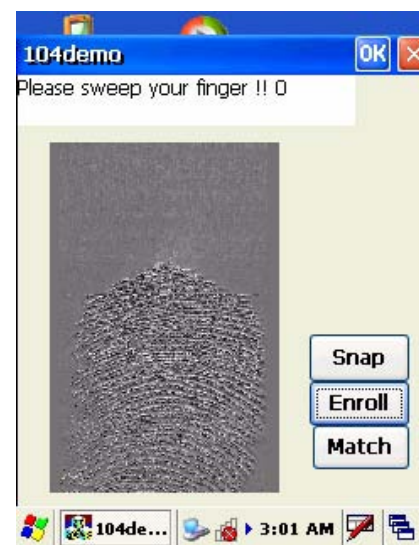 104demo OK
Please sweep your finger !! 0
Snap
Enroll
Match
104de... 3:01 AM